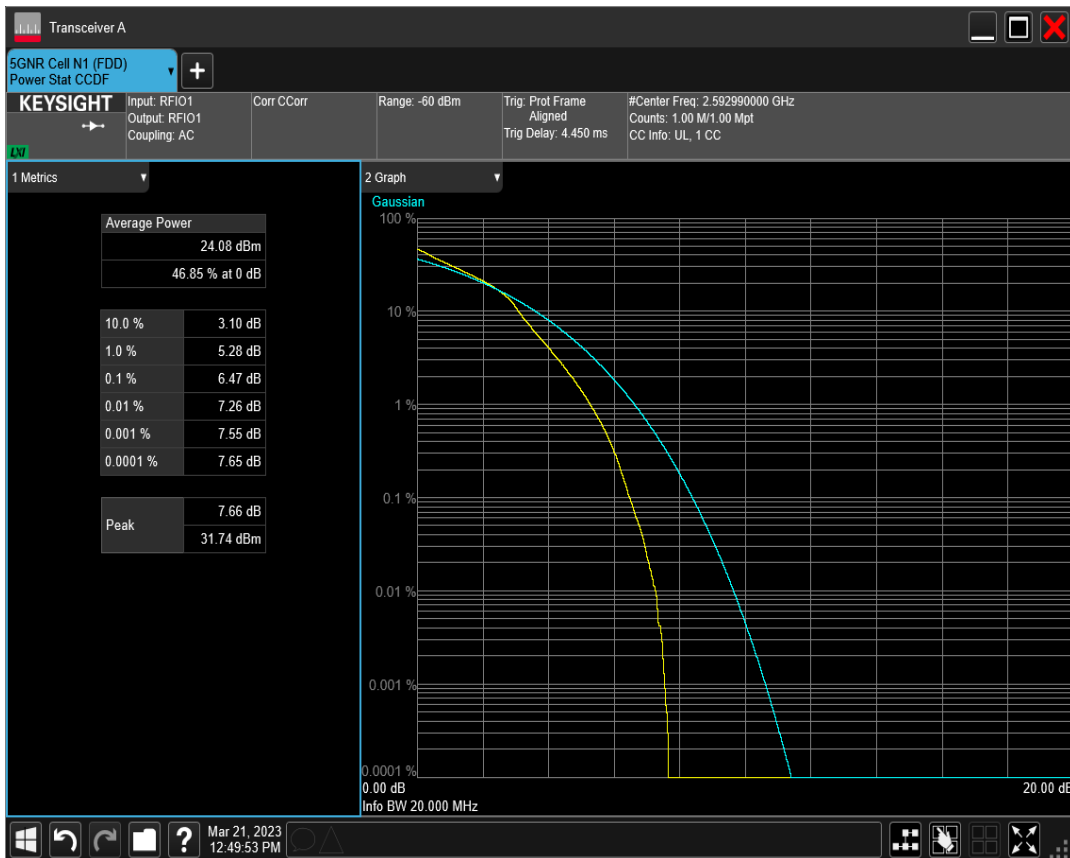 Transceiver A
5GNR Cell N1 (FDD)
Power Stat CCDF
KEYSIGHT
LXI
Input: RFIO1
Output: RFIO1
Coupling: AC
Corr CCorr
Range: -60 dBm
Trig: Prot Frame
Aligned
Trig Delay: 4.450 ms
#Center Freq: 2.592990000 GHz
Counts: 1.00 M/1.00 Mpt
CC Info: UL, 1 CC
1 Metrics
Average Power
24.08 dBm
46.85 % at 0 dB
10.0 % 3.10 dB
1.0 % 5.28 dB
0.1 % 6.47 dB
0.01 % 7.26 dB
0.001 % 7.55 dB
0.0001 % 7.65 dB
Peak
7.66 dB
31.74 dBm
2 Graph
Gaussian
100 %
10 %
1 %
0.1 %
0.01 %
0.001 %
0.0001 %
0.00 dB 20.00 dB
Info BW 20.000 MHz
?
Mar 21, 2023
12:49:53 PM